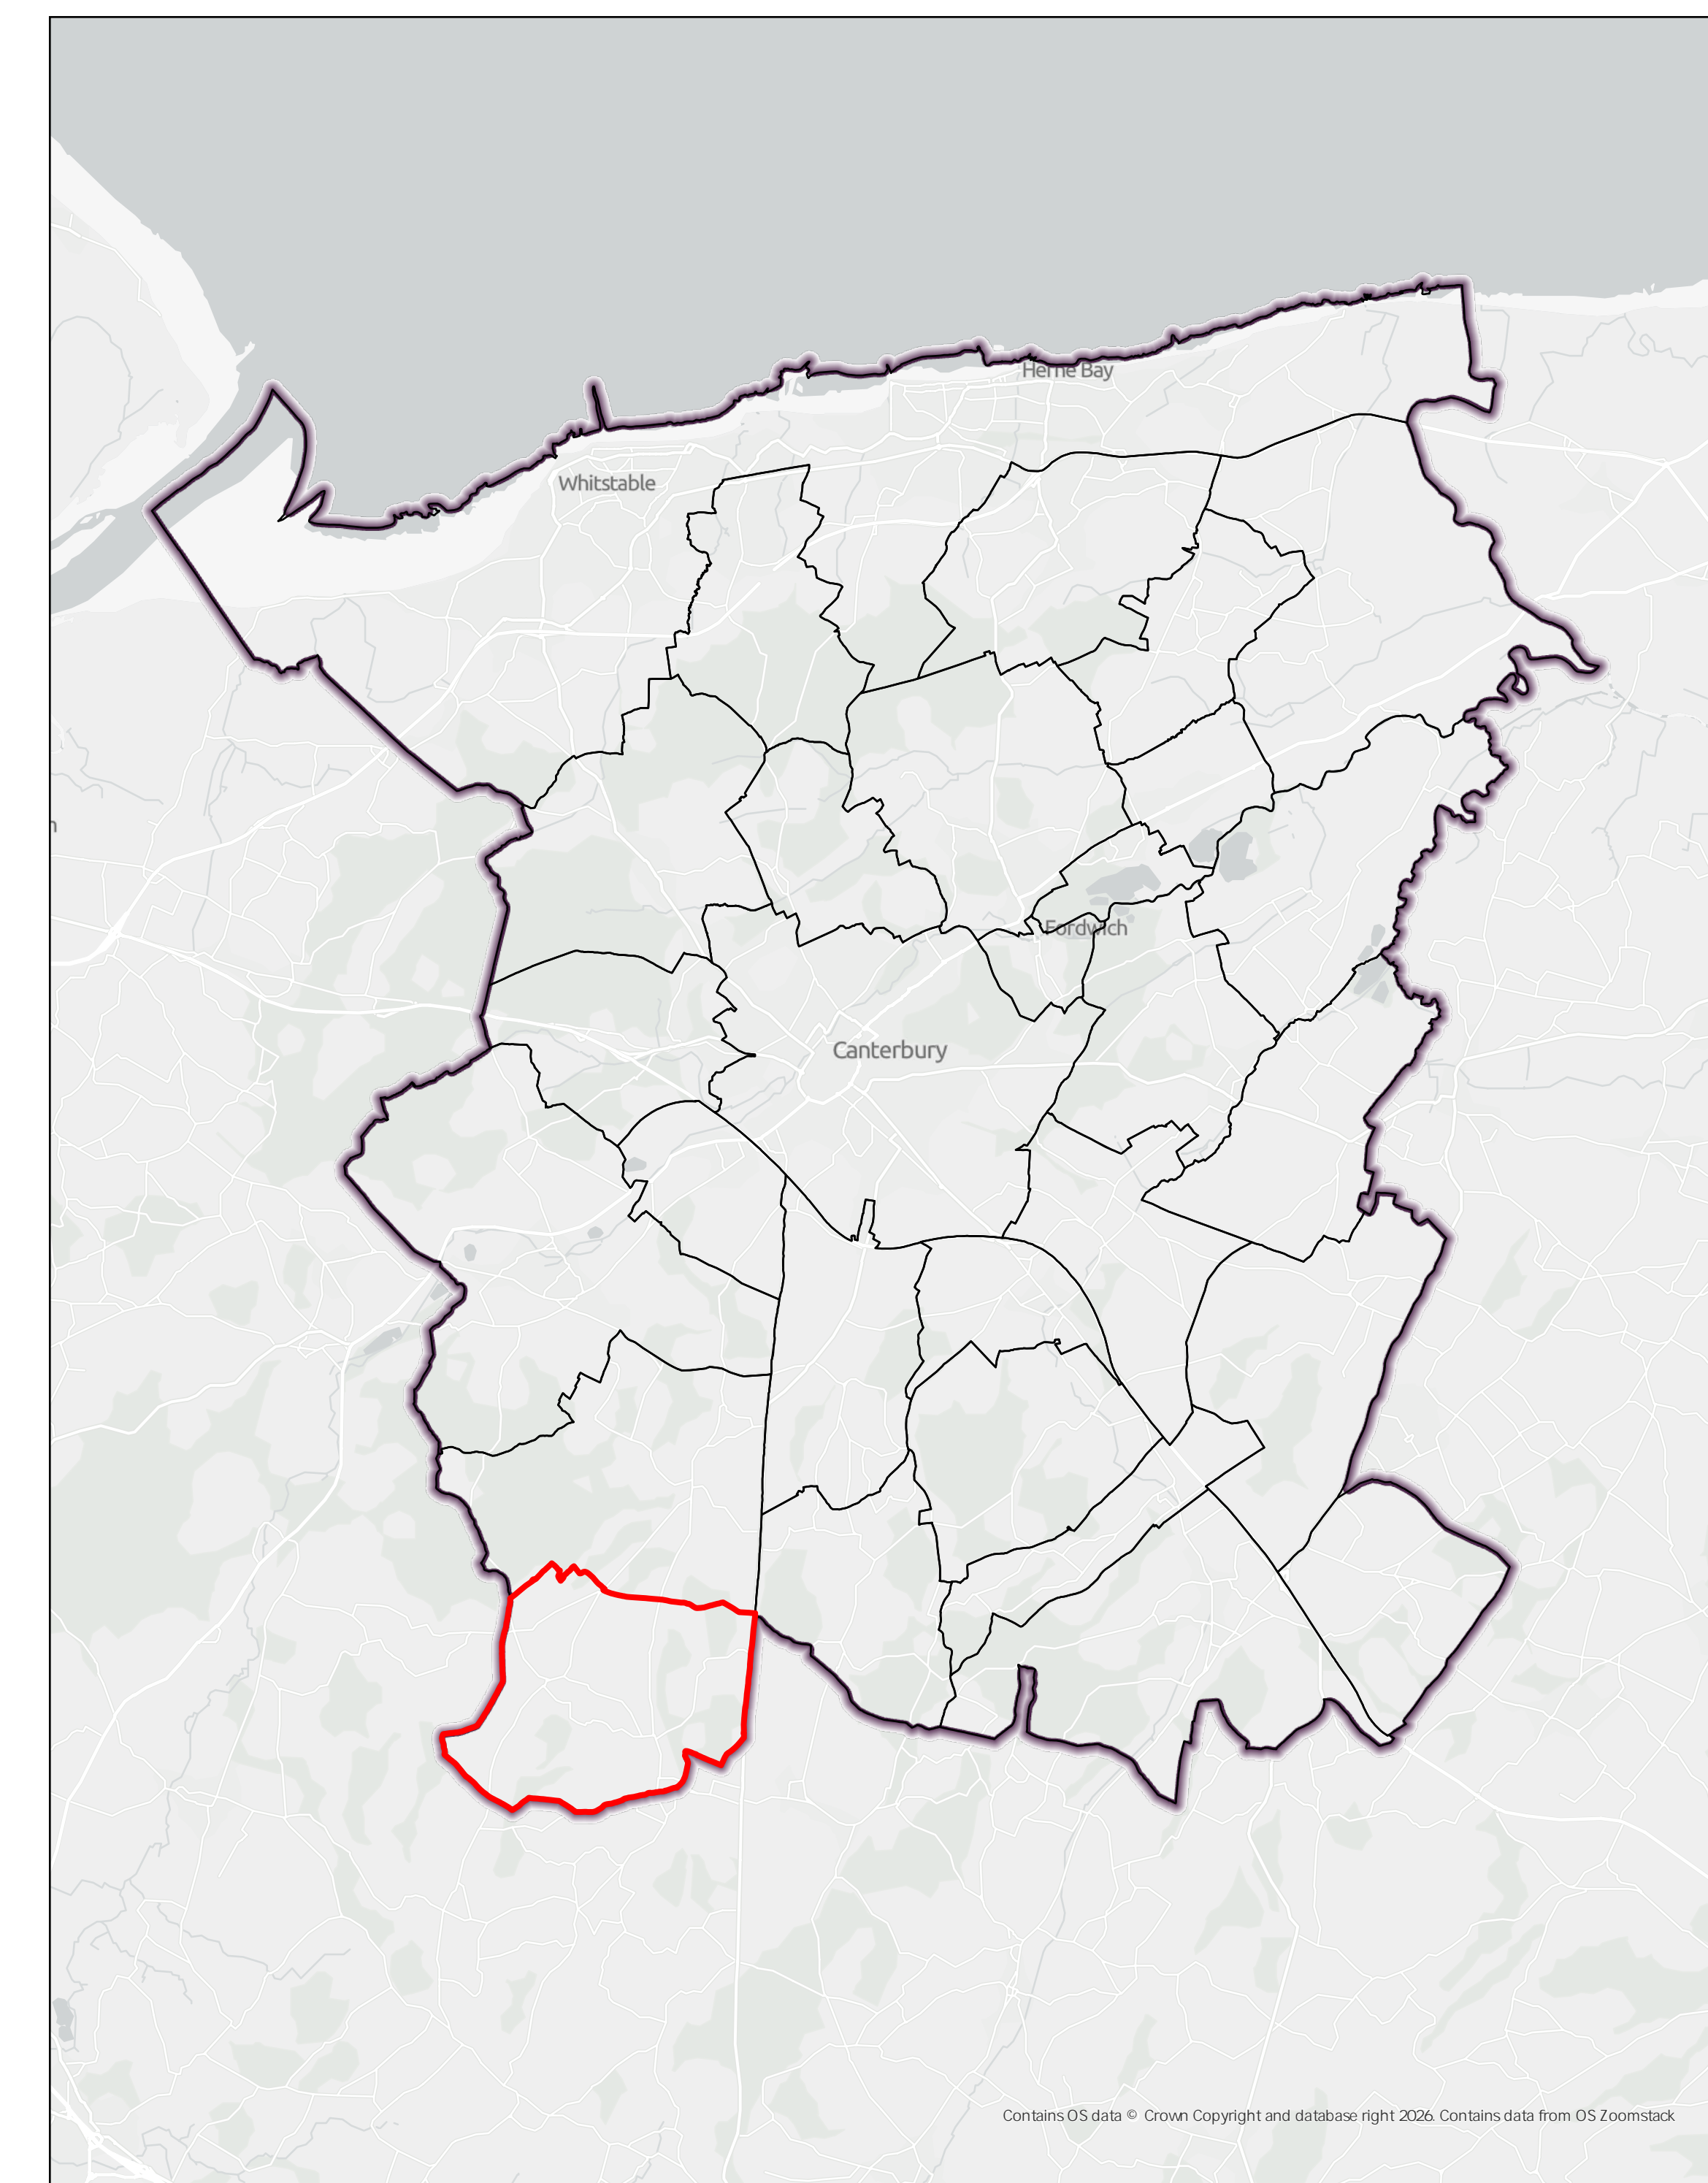 Herne Bay
Whitstable
Fordwich
Canterbury
Contains OS data © Crown Copyright and database right 2026. Contains data from OS Zoomstack